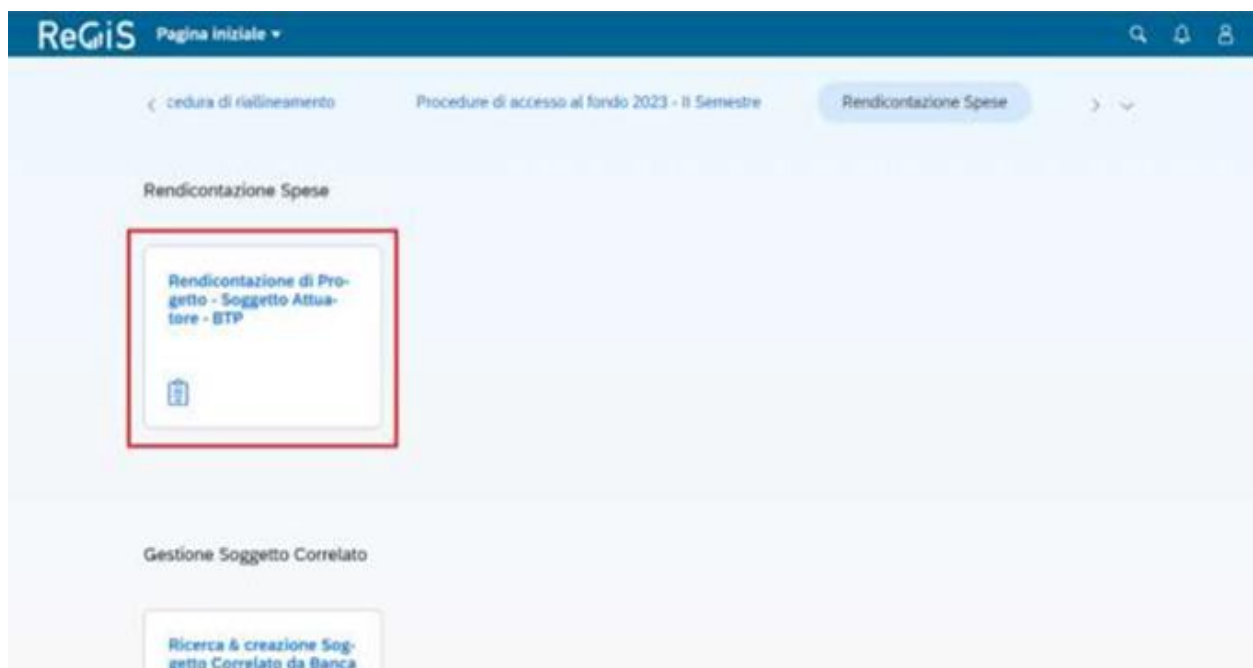 ReGiS Pagina iniziale
cedura di riallineamento Procedure di accesso al fondo 2023 - II Semestre Rendicontazione Spese
Rendicontazione Spese
Rendicontazione di Pro-
getto - Soggetto Attua-
tore - BTP
Gestione Soggetto Correlato
Ricerca & creazione Sog-
getto Correlato da Banca